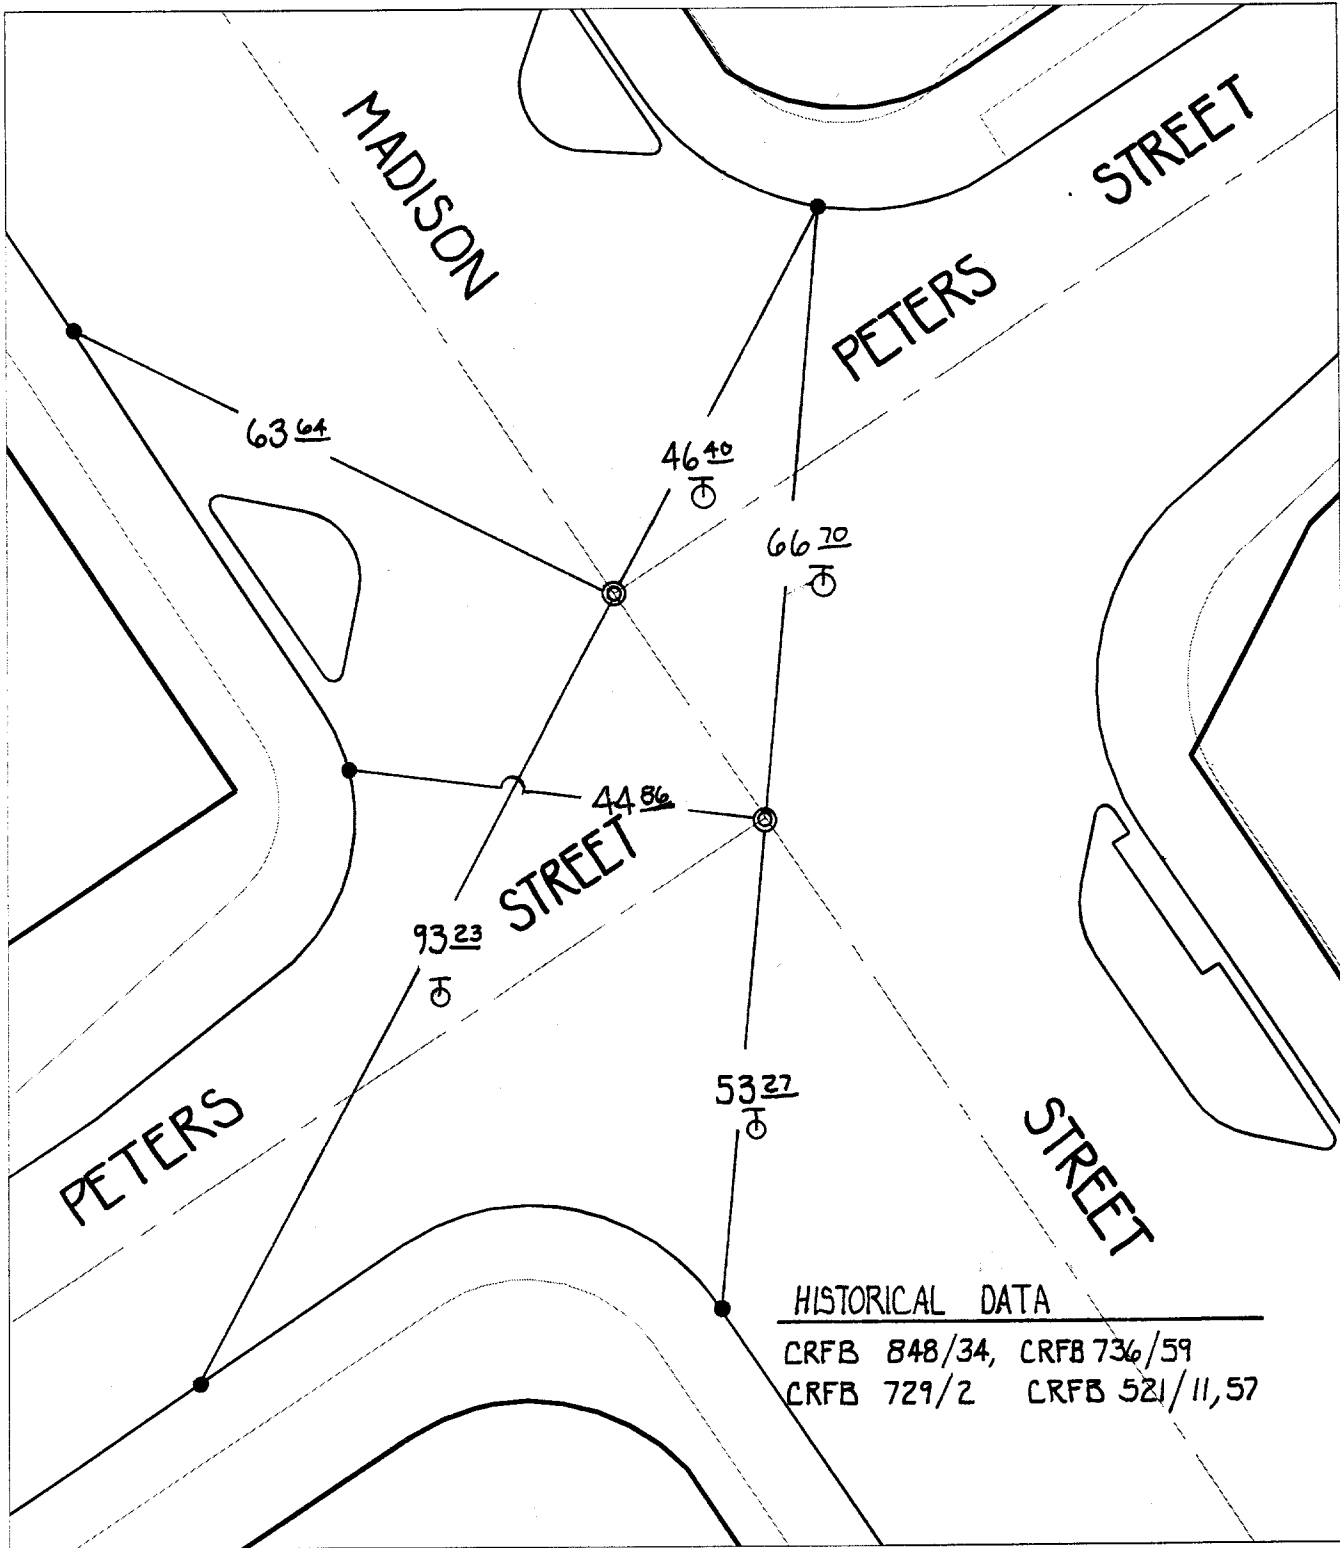 MADISON
STREET
PETERS
63 64
46 40
66 70
44 86
STREET
93 23
53 27
PETERS
STREET
HISTORICAL DATA
CRFB 848/34, CRFB 736/59
CRFB 729/2 CRFB 521/11,57